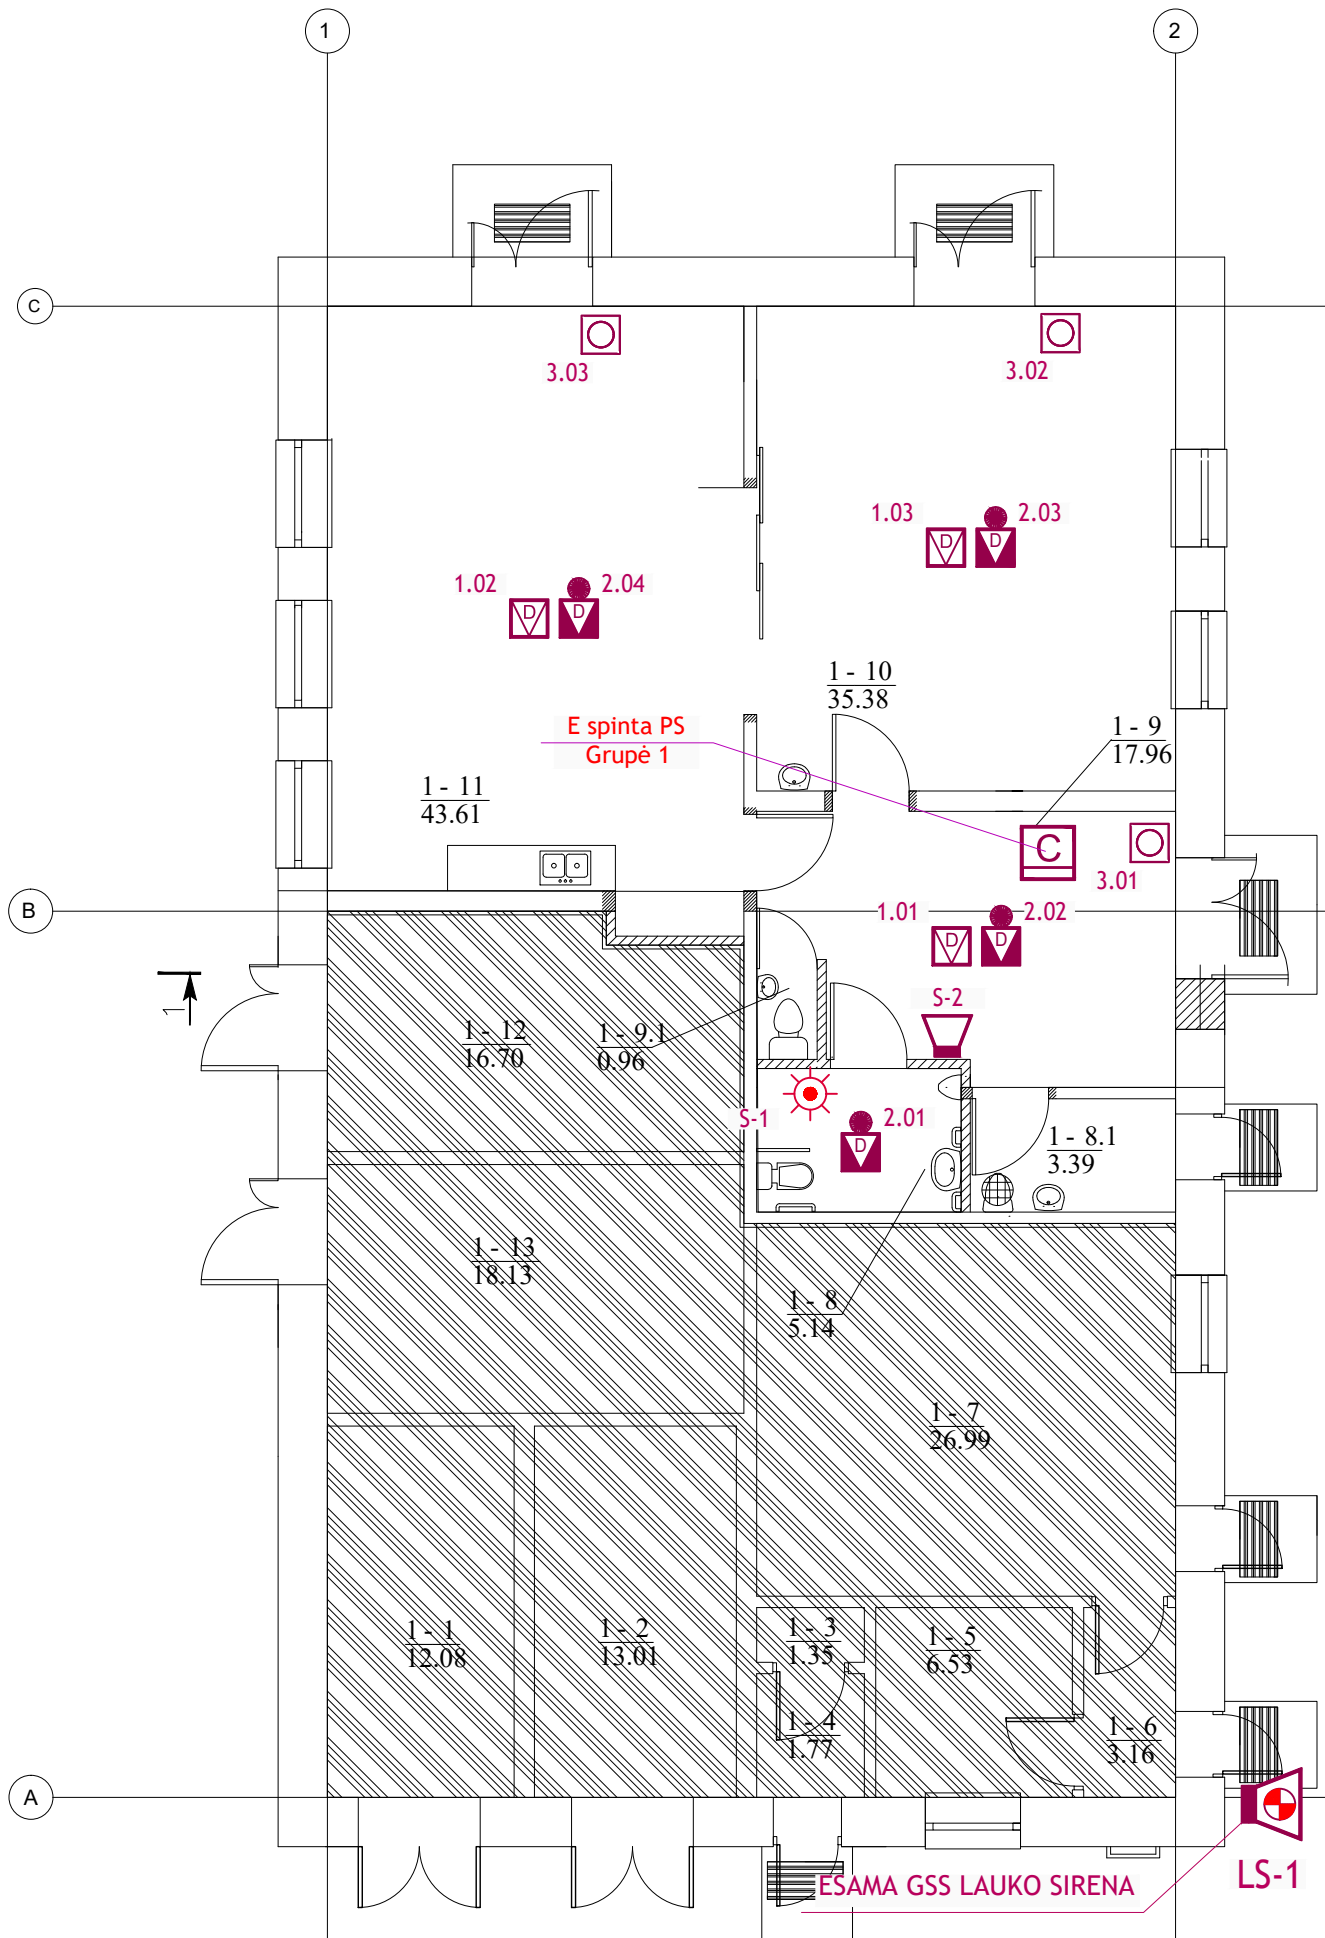 1
2
C
3.03
3.02
1.03
2.03
1.02
2.04
1 - 10
35.38
E spinta PS
Grupė 1
1 - 9
17.96
1 - 11
43.61
C
3.01
B
1.01
2.02
D
D
D
D
D
D
D
1
S-2
1 - 12
16.70
1 - 9.1
0.96
S-1
2.01
1 - 8.1
3.39
1 - 13
18.13
1 - 8
5.14
1 - 7
26.99
1 - 1
12.08
1 - 2
13.01
1 - 3
1.35
1 - 5
6.53
1 - 4
1.77
1 - 6
3.16
A
ESAMA GSS LAUKO SIRENA
LS-1